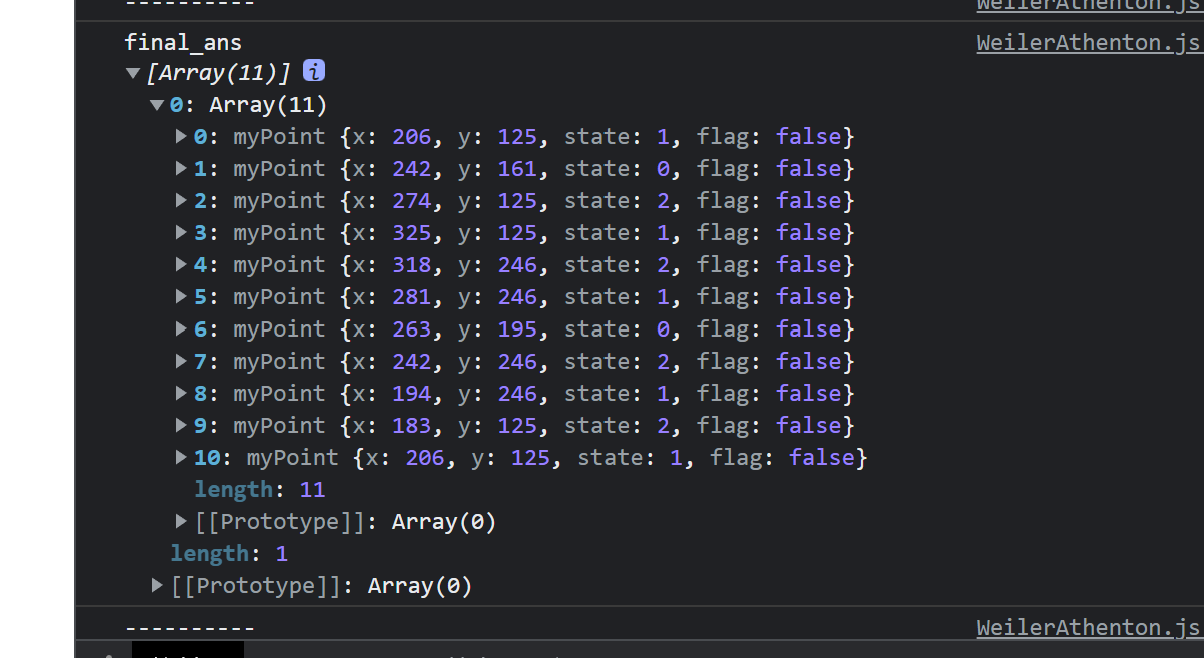 ---------- WeilerAthenton.js
final_ans WeilerAthenton.js
[Array(11)] i
0: Array(11)
0: myPoint {x: 206, y: 125, state: 1, flag: false}
1: myPoint {x: 242, y: 161, state: 0, flag: false}
2: myPoint {x: 274, y: 125, state: 2, flag: false}
3: myPoint {x: 325, y: 125, state: 1, flag: false}
4: myPoint {x: 318, y: 246, state: 2, flag: false}
5: myPoint {x: 281, y: 246, state: 1, flag: false}
6: myPoint {x: 263, y: 195, state: 0, flag: false}
7: myPoint {x: 242, y: 246, state: 2, flag: false}
8: myPoint {x: 194, y: 246, state: 1, flag: false}
9: myPoint {x: 183, y: 125, state: 2, flag: false}
10: myPoint {x: 206, y: 125, state: 1, flag: false}
length: 11
[[Prototype]]: Array(0)
length: 1
[[Prototype]]: Array(0)
---------- WeilerAthenton.js